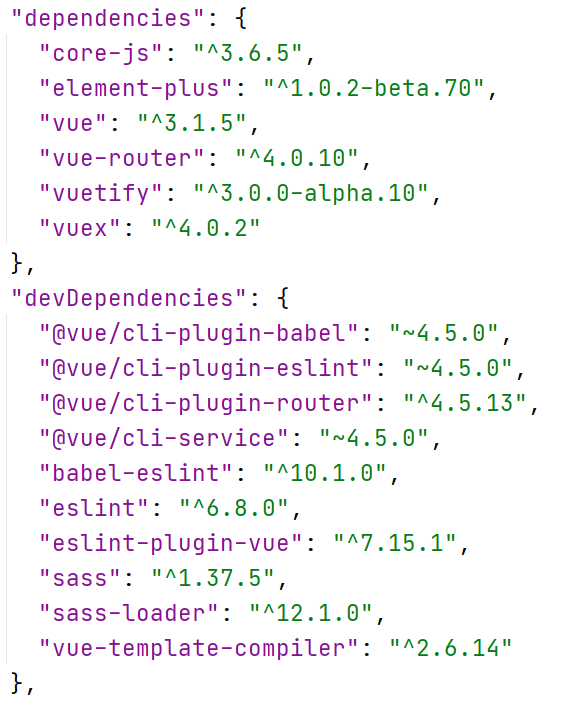 "dependencies": {
"core-js": "^3.6.5",
"element-plus": "^1.0.2-beta.70",
"vue": "^3.1.5",
"vue-router": "^4.0.10",
"vuetify": "^3.0.0-alpha.10",
"vuex": "^4.0.2"
},
"devDependencies": {
"@vue/cli-plugin-babel": "~4.5.0",
"@vue/cli-plugin-eslint": "~4.5.0",
"@vue/cli-plugin-router": "^4.5.13",
"@vue/cli-service": "~4.5.0",
"babel-eslint": "^10.1.0",
"eslint": "^6.8.0",
"eslint-plugin-vue": "^7.15.1",
"sass": "^1.37.5",
"sass-loader": "^12.1.0",
"vue-template-compiler": "^2.6.14"
},